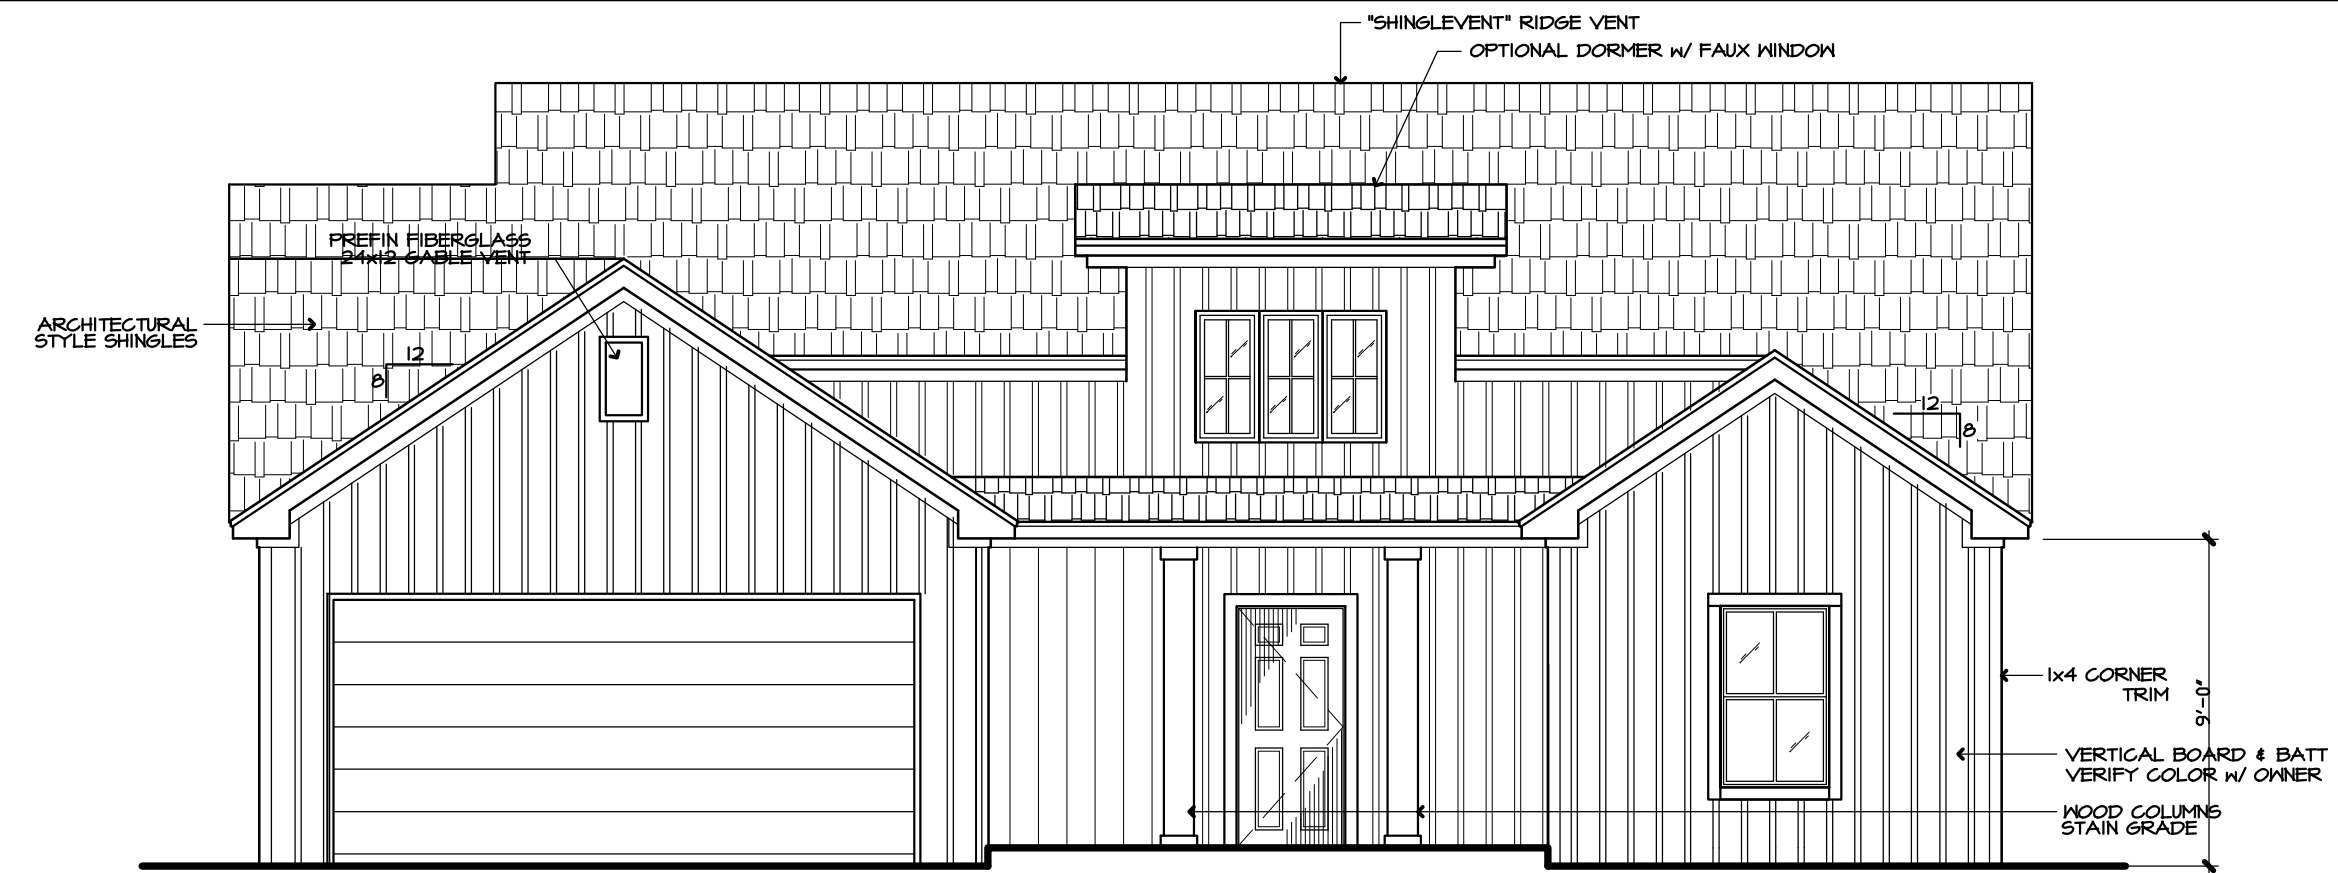 "SHINGLEVENT" RIDGE VENT
OPTIONAL DORMER w/ FAUX WINDOW
PREFIN FIBERGLASS
24x12 GABLE VENT
ARCHITECTURAL
STYLE SHINGLES
12
8
12
8
1x4 CORNER
TRIM
9'-0"
VERTICAL BOARD & BATT
VERIFY COLOR w/ OWNER
WOOD COLUMNS
STAIN GRADE